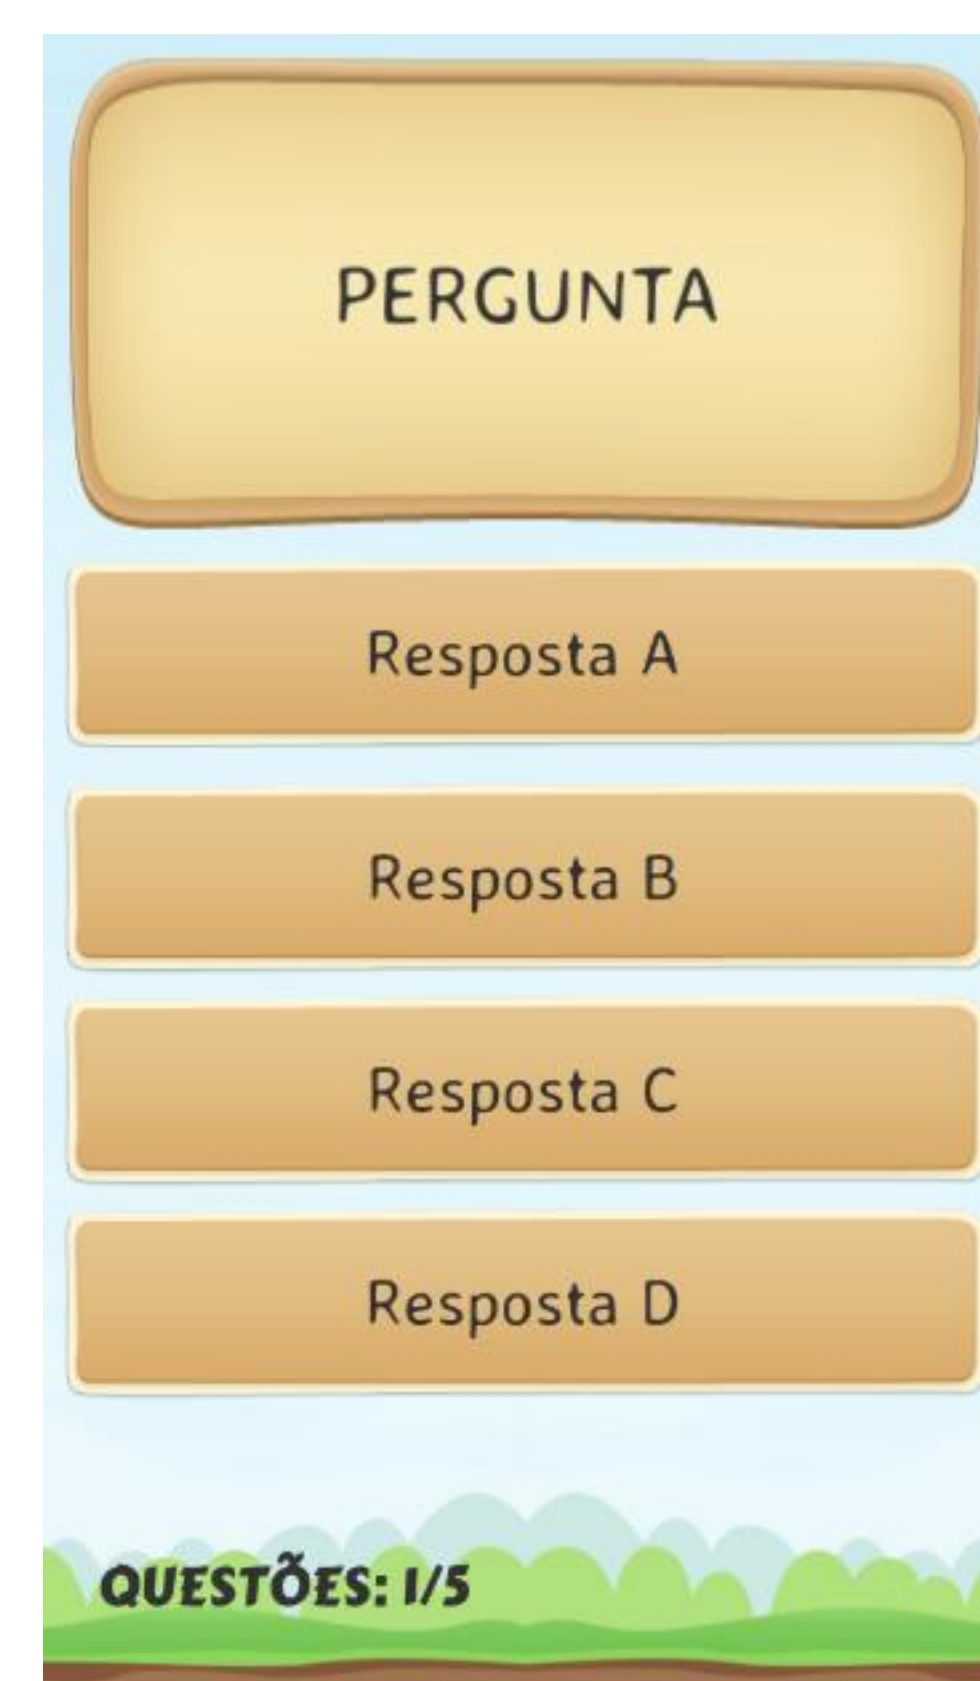 PERGUNTA
Resposta A
Resposta B
Resposta C
Resposta D
QUESTÕES: 1/5